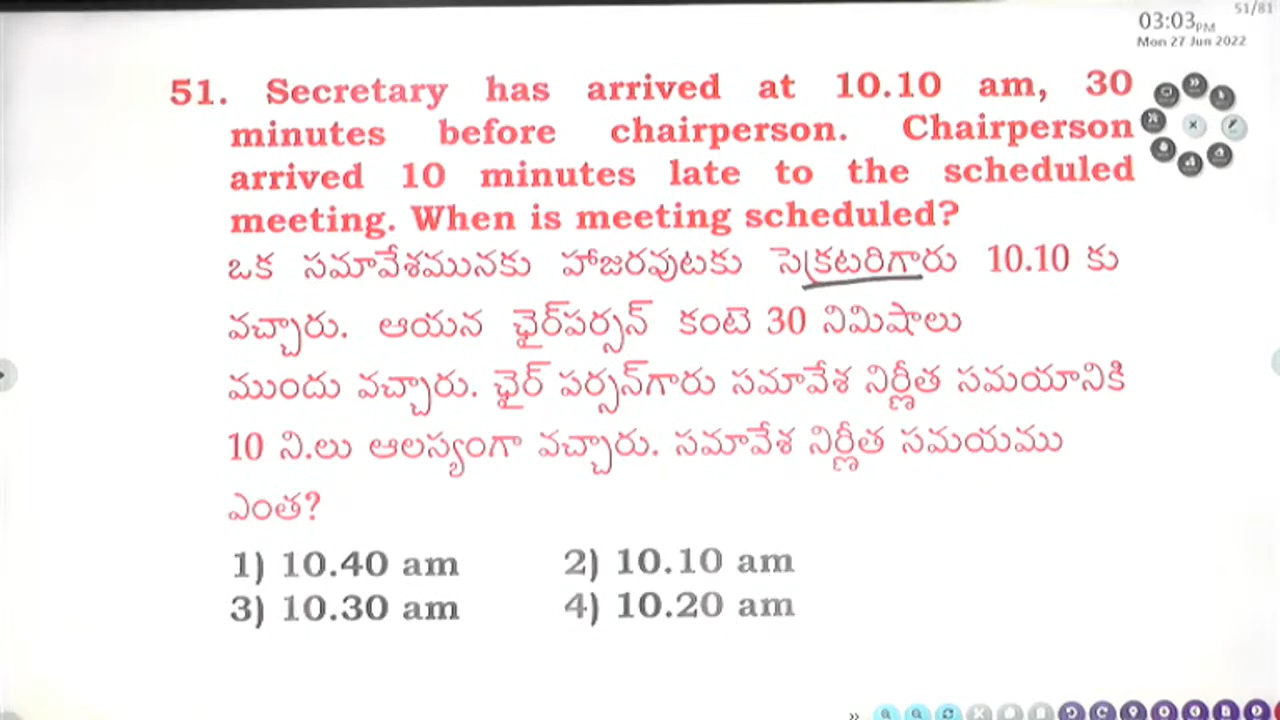 51/81
03:03PM
Mon 27 Jun 2022
51. Secretary has arrived at 10.10 am, 30
minutes before chairperson. Chairperson
arrived 10 minutes late to the scheduled
meeting. When is meeting scheduled?
ఒక సమావేశమునకు హాజరవుటకు సెక్రటరిగారు 10.10 కు
వచ్చారు. ఆయన ఛైర్‌పర్సన్ కంటె 30 నిమిషాలు
ముందు వచ్చారు. ఛైర్ పర్సన్‌గారు సమావేశ నిర్ణీత సమయానికి
10 ని.లు ఆలస్యంగా వచ్చారు. సమావేశ నిర్ణీత సమయము
ఎంత?
1) 10.40 am 2) 10.10 am
3) 10.30 am 4) 10.20 am